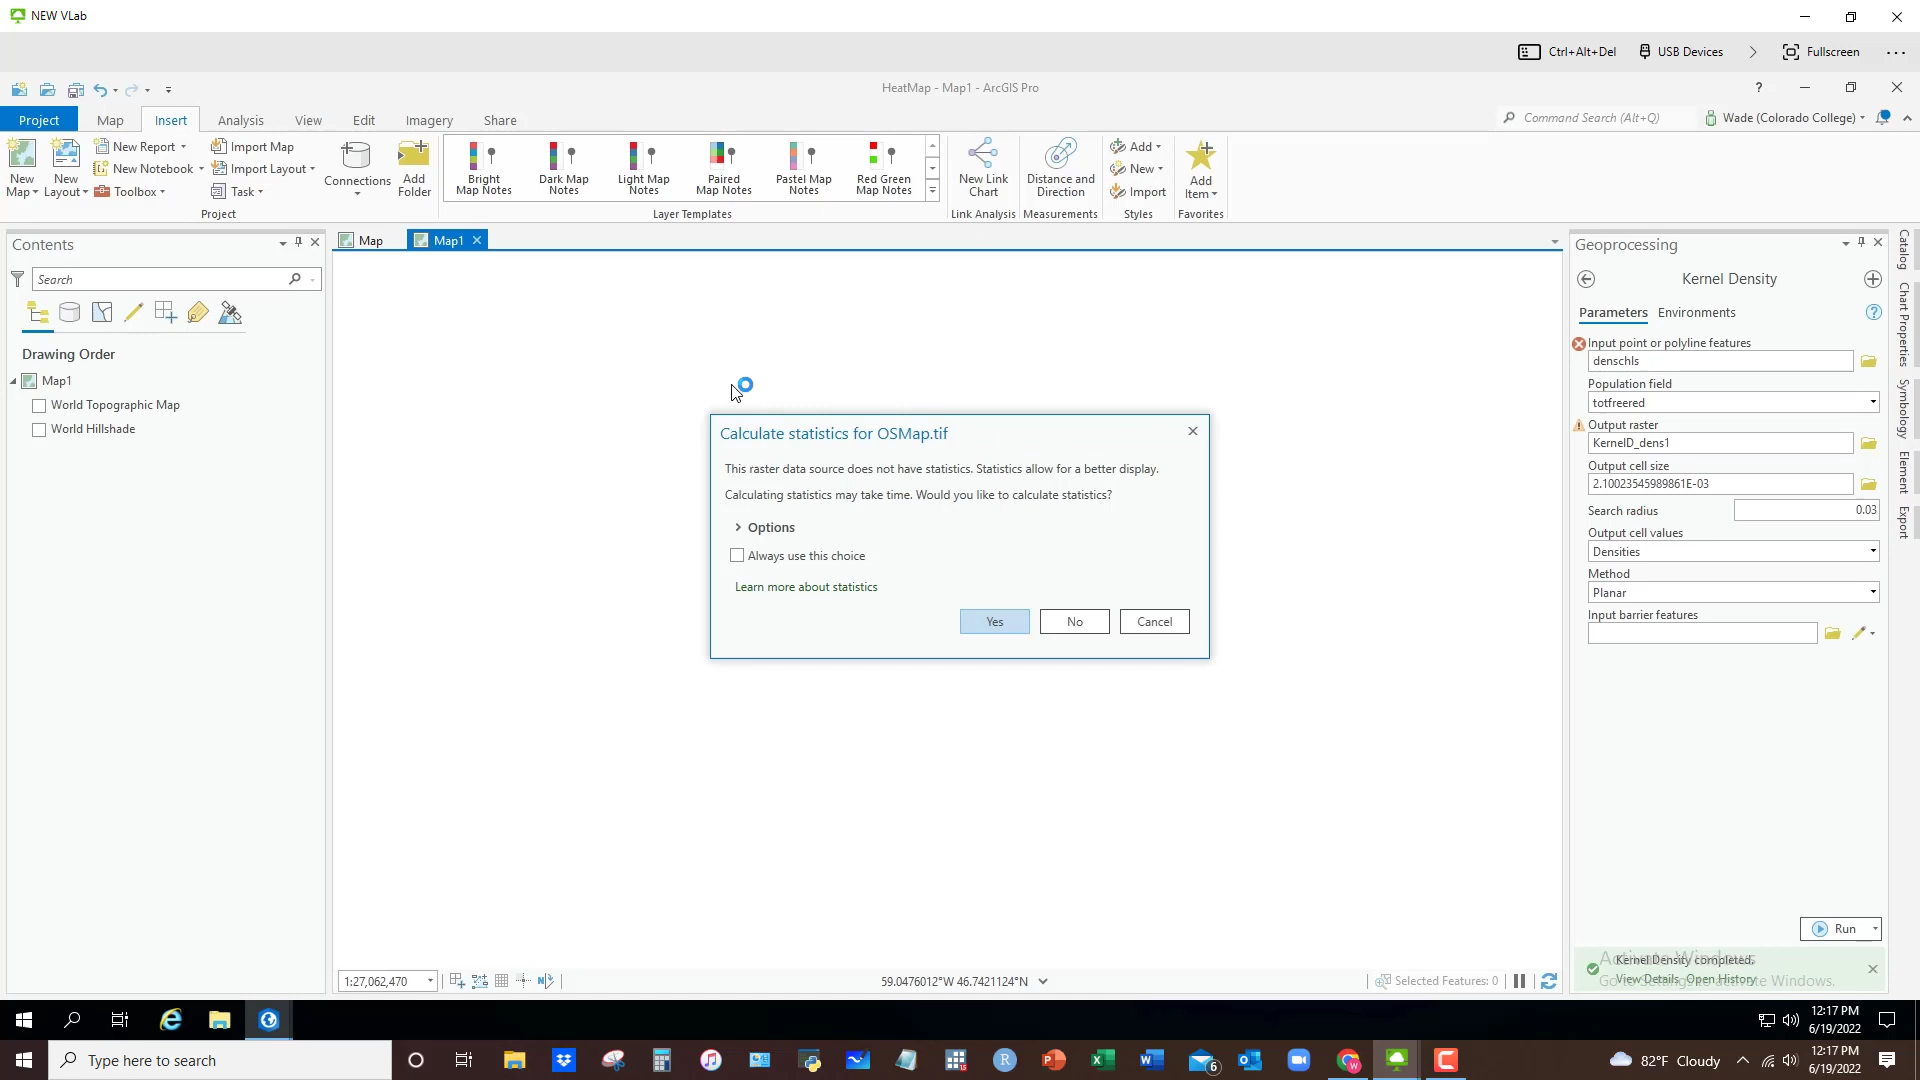 NEW VLab
Ctrl+Alt+Del
USB Devices
Fullscreen
HeatMap - Map1 - ArcGIS Pro
Project
Map
Insert
Analysis
View
Edit
Imagery
Share
Command Search (Alt+Q)
Wade (Colorado College)
New Map
New Layout
New Report
New Notebook
Toolbox
Import Map
Import Layout
Task
Project
Connections
Add Folder
Bright Map Notes
Dark Map Notes
Light Map Notes
Paired Map Notes
Pastel Map Notes
Red Green Map Notes
Layer Templates
New Link Chart
Link Analysis
Distance and Direction
Measurements
Add
New
Import
Styles
Add Item
Favorites
Contents
Search
Drawing Order
Map1
World Topographic Map
World Hillshade
Map
Map1
Calculate statistics for OSMap.tif
This raster data source does not have statistics. Statistics allow for a better display.
Calculating statistics may take time. Would you like to calculate statistics?
Options
Always use this choice
Learn more about statistics
Yes
No
Cancel
1:27,062,470
59.0476012°W 46.7421124°N
Selected Features: 0
Geoprocessing
Kernel Density
Parameters
Environments
Input point or polyline features
denschls
Population field
totfreered
Output raster
KernelD_dens1
Output cell size
2.10023545989861E-03
Search radius
0.03
Output cell values
Densities
Method
Planar
Input barrier features
Run
Activate Windows
Go to Settings to activate Windows.
Kernel Density completed.
View Details Open History
Catalog
Chart Properties
Symbology
Element
Export
12:17 PM
6/19/2022
Type here to search
6
82°F Cloudy
12:17 PM
6/19/2022